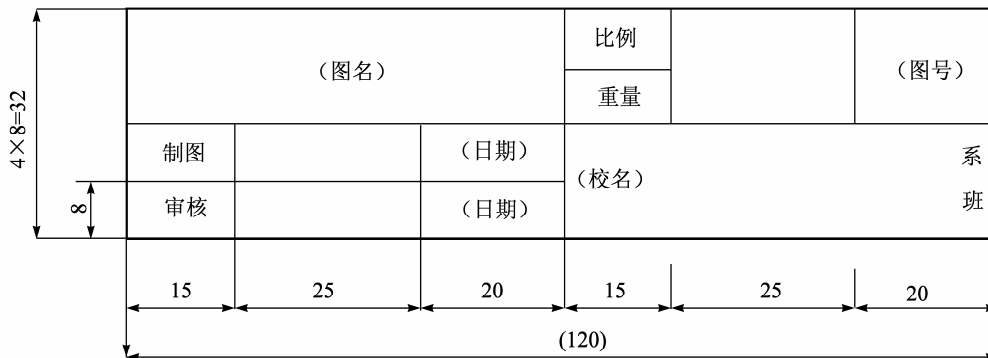 比例
（图名）
（图号）
重量
4×8=32
制图
（日期）
系
（校名）
8
审核
（日期）
班
15
25
20
15
25
20
(120)